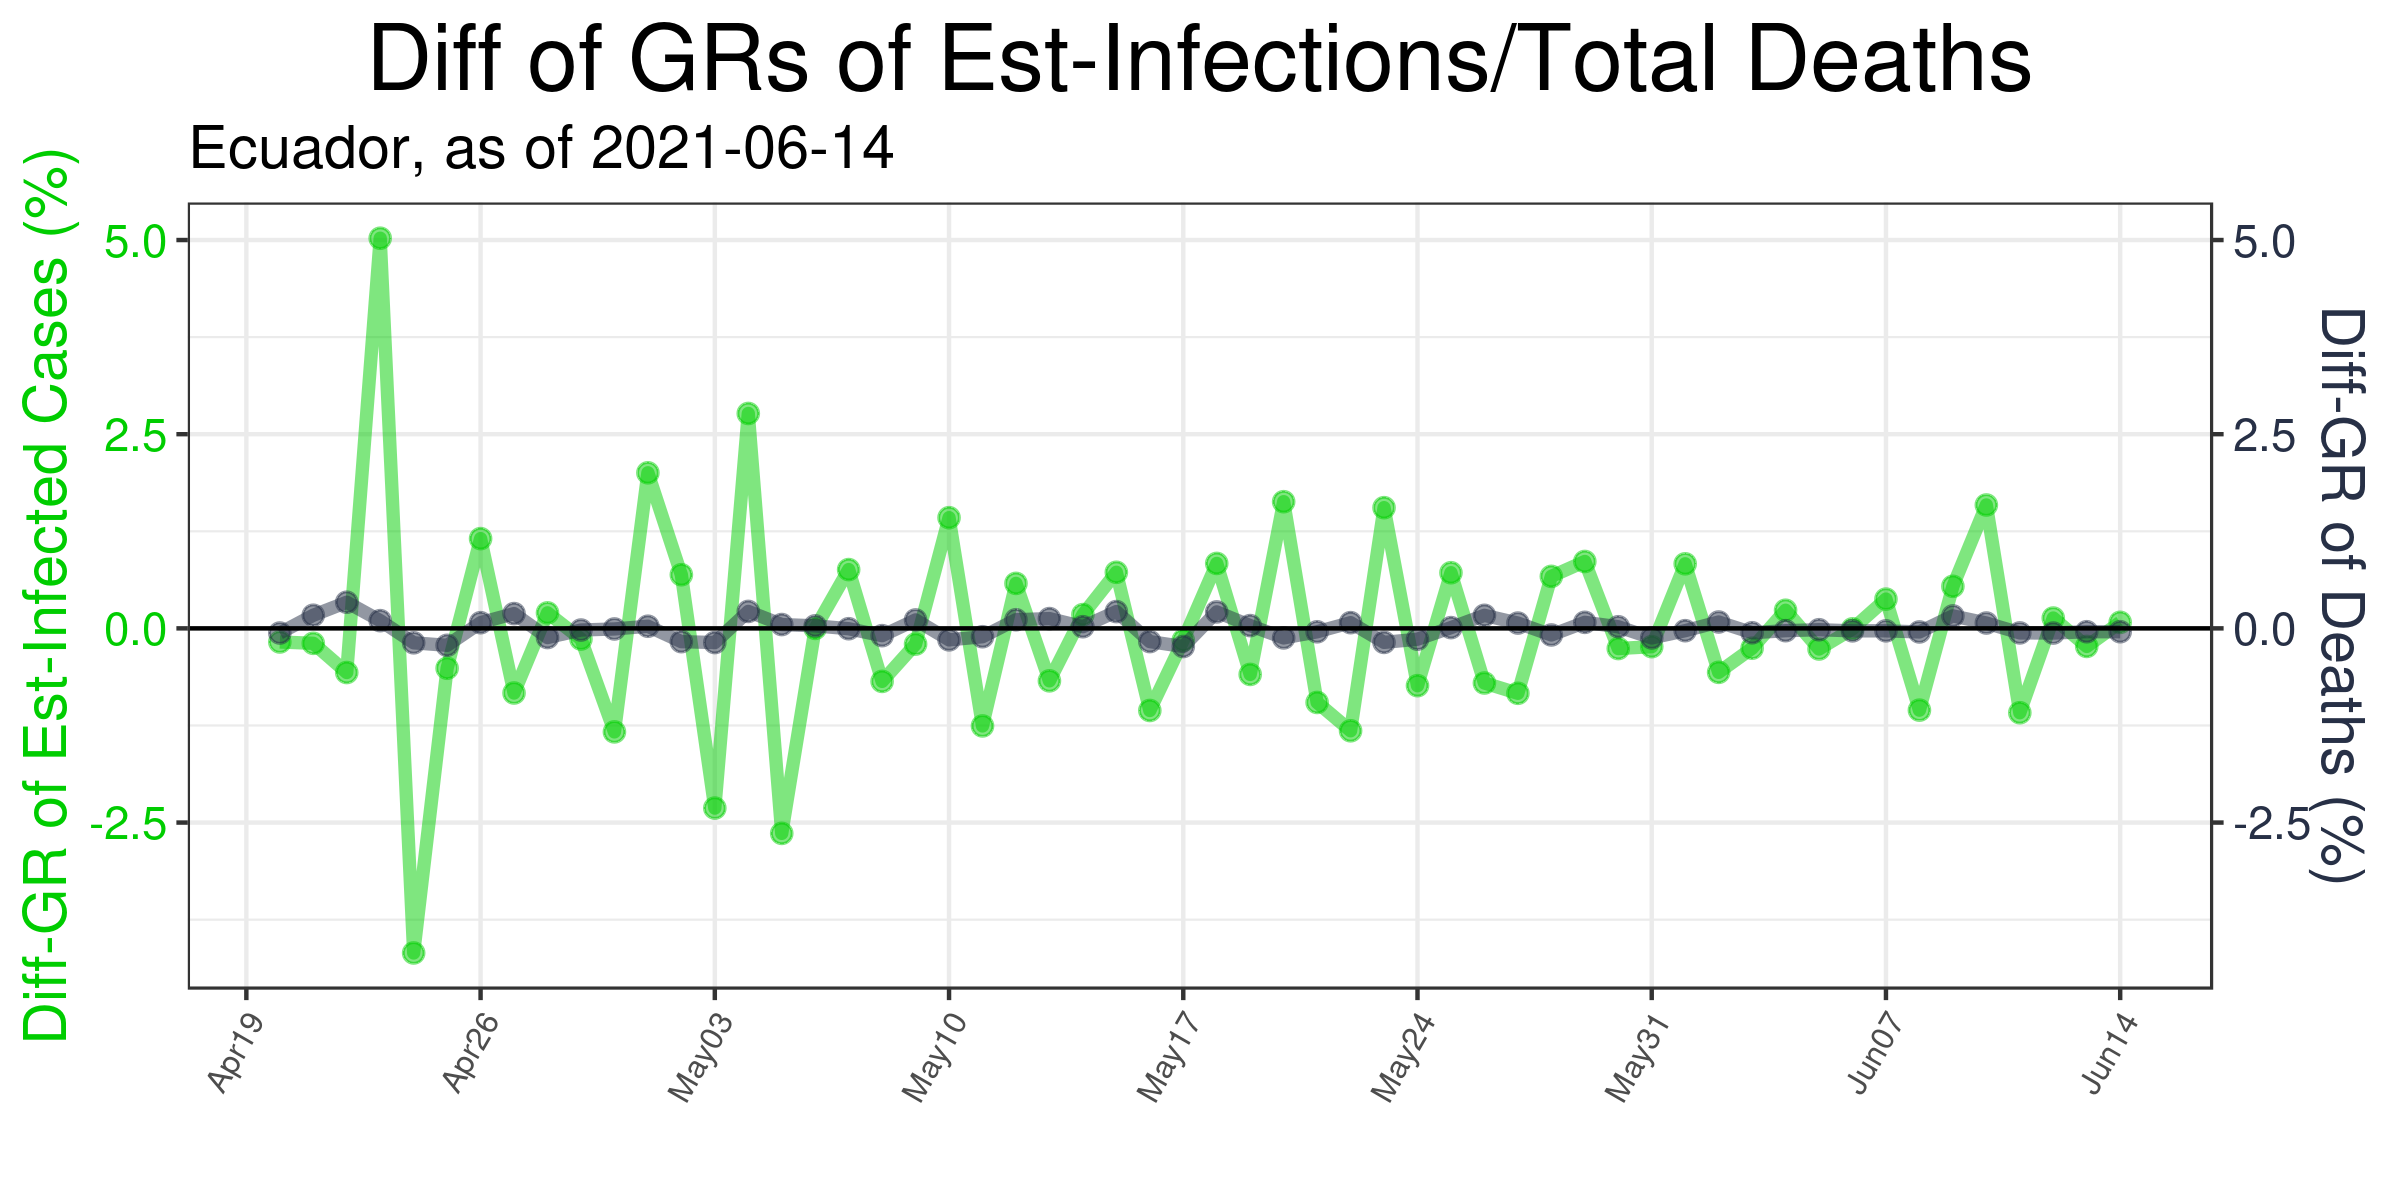 Diff of GRs of Est-Infections/Total Deaths
Ecuador, as of 2021-06-14
Diff-GR of Est-Infected Cases (%)
5.0
2.5
0.0
-2.5
5.0
2.5
0.0
-2.5
Diff-GR of Deaths (%)
Apr19
Apr26
May03
May10
May17
May24
May31
Jun07
Jun14